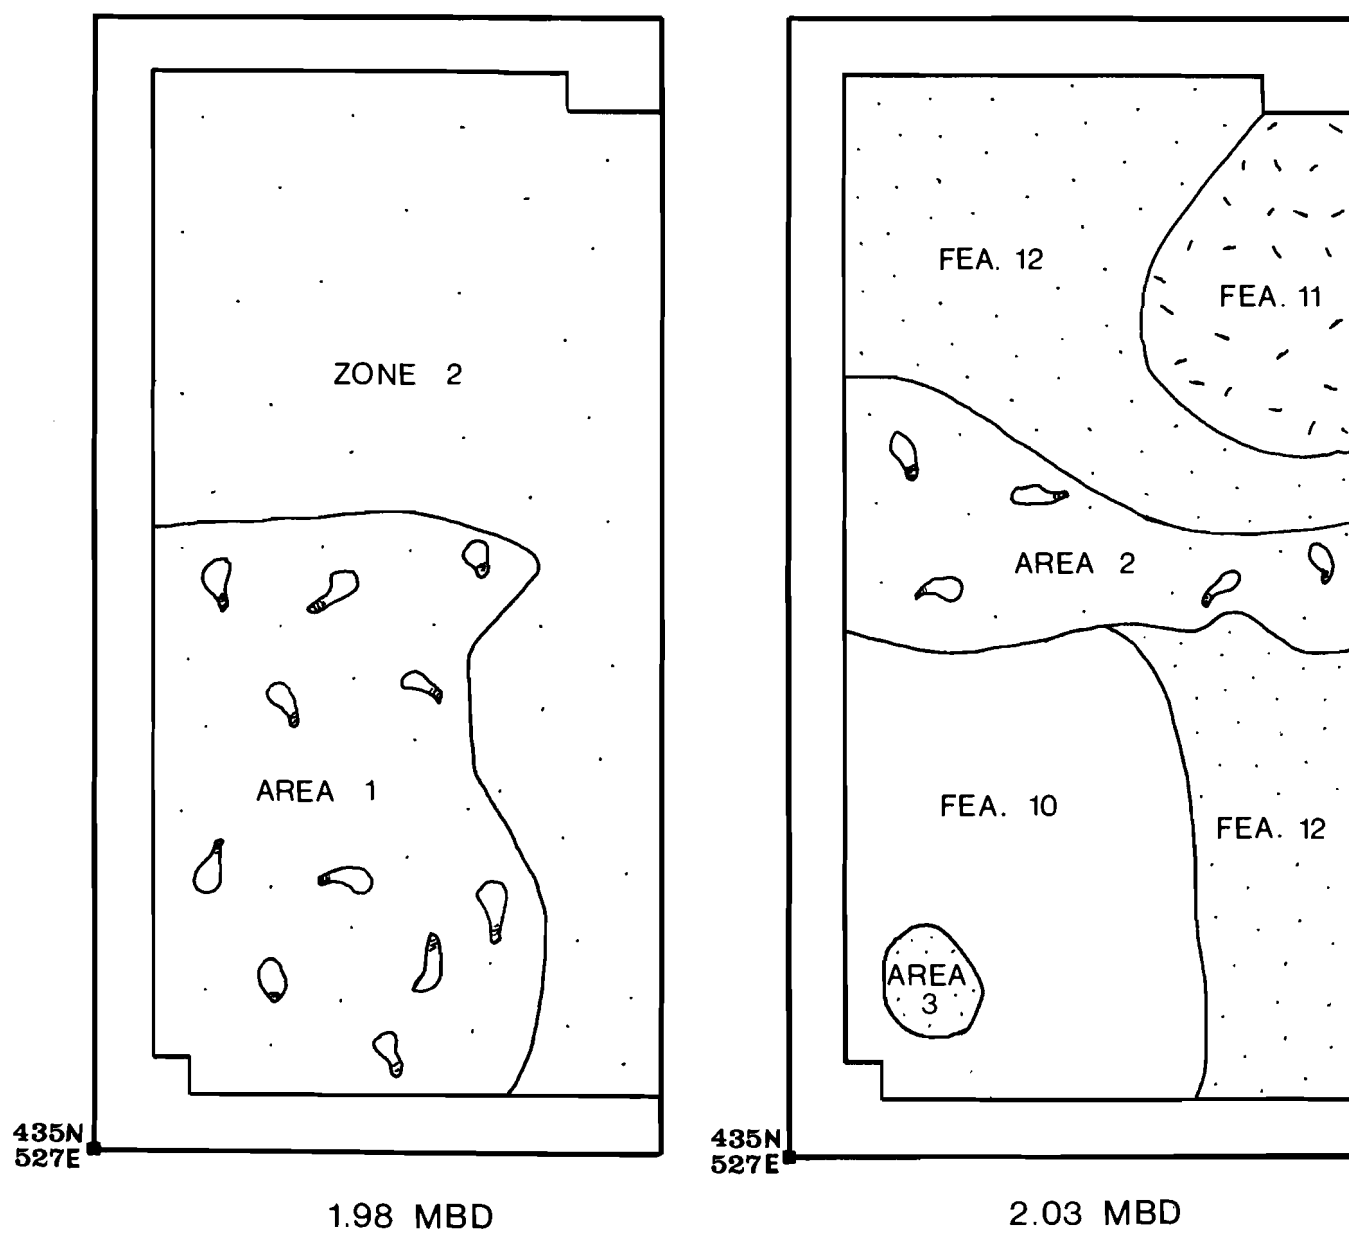 ZONE 2
AREA 1
435N
527E
1.98 MBD
FEA. 12
FEA. 11
AREA 2
FEA. 10
FEA. 12
AREA
3
435N
527E
2.03 MBD